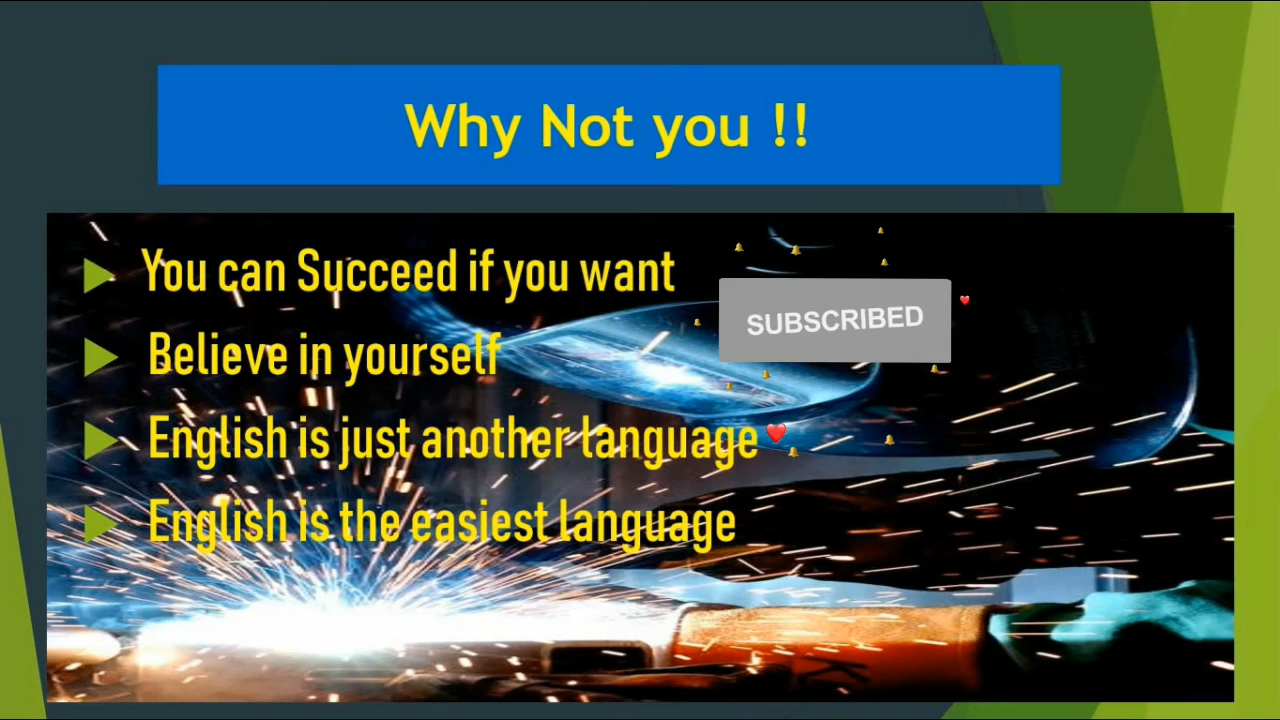 Why Not you !!
You can Succeed if you want
SUBSCRIBED
Believe in yourself
English is just another language
English is the easiest language